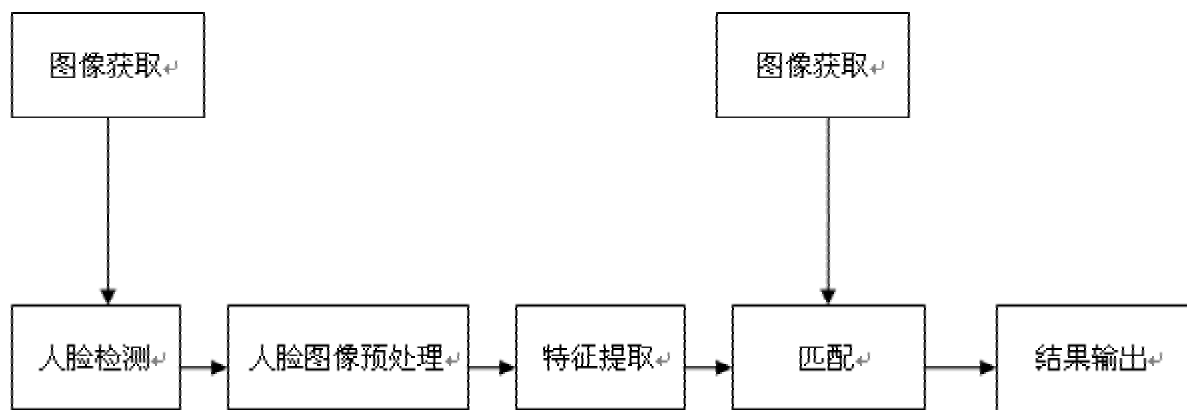 图像获取
图像获取
人脸检测
人脸图像预处理
特征提取
匹配
结果输出